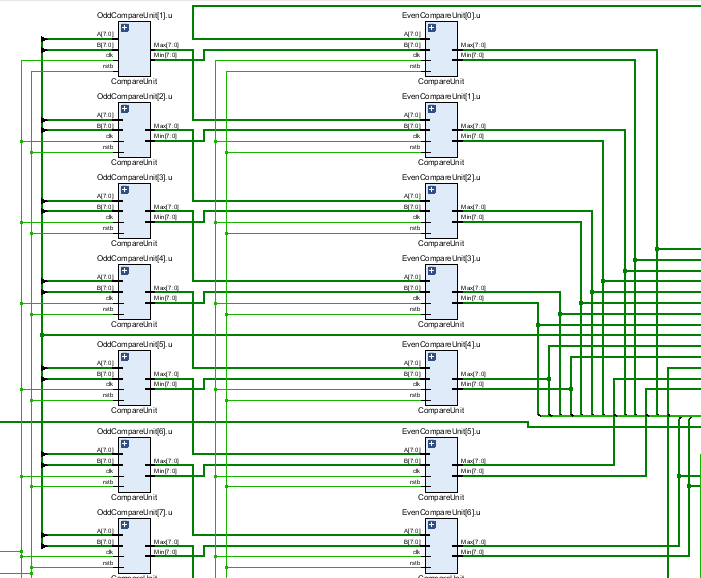 OddCompareUnit[1].u
A[7:0]
B[7:0]
clk
rstb
Max[7:0]
Min[7:0]
CompareUnit
EvenCompareUnit[0].u
A[7:0]
B[7:0]
clk
rstb
Max[7:0]
Min[7:0]
CompareUnit
OddCompareUnit[2].u
A[7:0]
B[7:0]
clk
rstb
Max[7:0]
Min[7:0]
CompareUnit
EvenCompareUnit[1].u
A[7:0]
B[7:0]
clk
rstb
Max[7:0]
Min[7:0]
CompareUnit
OddCompareUnit[3].u
A[7:0]
B[7:0]
clk
rstb
Max[7:0]
Min[7:0]
CompareUnit
EvenCompareUnit[2].u
A[7:0]
B[7:0]
clk
rstb
Max[7:0]
Min[7:0]
CompareUnit
OddCompareUnit[4].u
A[7:0]
B[7:0]
clk
rstb
Max[7:0]
Min[7:0]
CompareUnit
EvenCompareUnit[3].u
A[7:0]
B[7:0]
clk
rstb
Max[7:0]
Min[7:0]
CompareUnit
OddCompareUnit[5].u
A[7:0]
B[7:0]
clk
rstb
Max[7:0]
Min[7:0]
CompareUnit
EvenCompareUnit[4].u
A[7:0]
B[7:0]
clk
rstb
Max[7:0]
Min[7:0]
CompareUnit
OddCompareUnit[6].u
A[7:0]
B[7:0]
clk
rstb
Max[7:0]
Min[7:0]
CompareUnit
EvenCompareUnit[5].u
A[7:0]
B[7:0]
clk
rstb
Max[7:0]
Min[7:0]
CompareUnit
OddCompareUnit[7].u
A[7:0]
B[7:0]
clk
rstb
Max[7:0]
Min[7:0]
CompareUnit
EvenCompareUnit[6].u
A[7:0]
B[7:0]
clk
rstb
Max[7:0]
Min[7:0]
CompareUnit